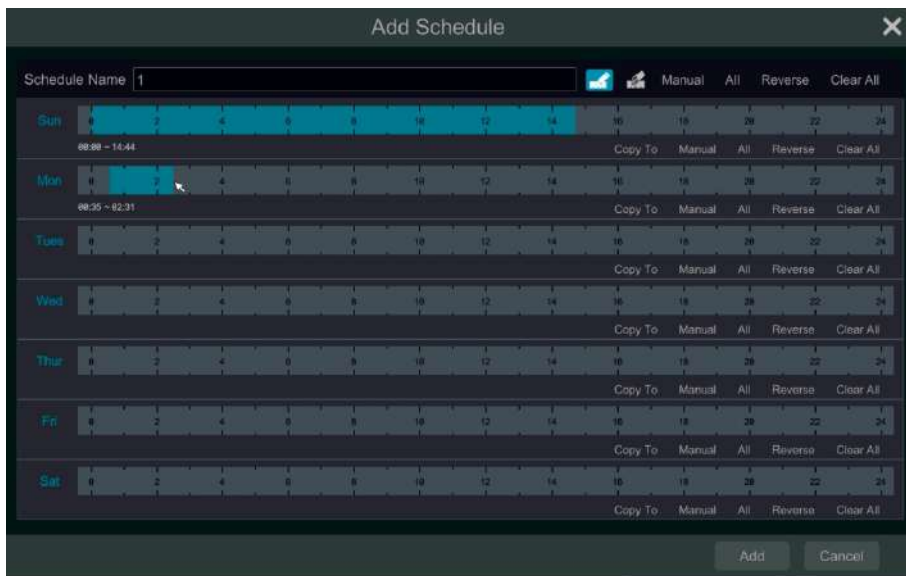 Add Schedule
Schedule Name 1 Manual All Reverse Clear All
Sun 0 2 4 6 8 10 12 14 16 18 20 22 24
00:00 ~ 14:44 Copy To Manual All Reverse Clear All
Mon 0 2 4 6 8 10 12 14 16 18 20 22 24
00:35 ~ 02:31 Copy To Manual All Reverse Clear All
Tues 0 2 4 6 8 10 12 14 16 18 20 22 24
Copy To Manual All Reverse Clear All
Wed 0 2 4 6 8 10 12 14 16 18 20 22 24
Copy To Manual All Reverse Clear All
Thur 0 2 4 6 8 10 12 14 16 18 20 22 24
Copy To Manual All Reverse Clear All
Fri 0 2 4 6 8 10 12 14 16 18 20 22 24
Copy To Manual All Reverse Clear All
Sat 0 2 4 6 8 10 12 14 16 18 20 22 24
Copy To Manual All Reverse Clear All
Add Cancel